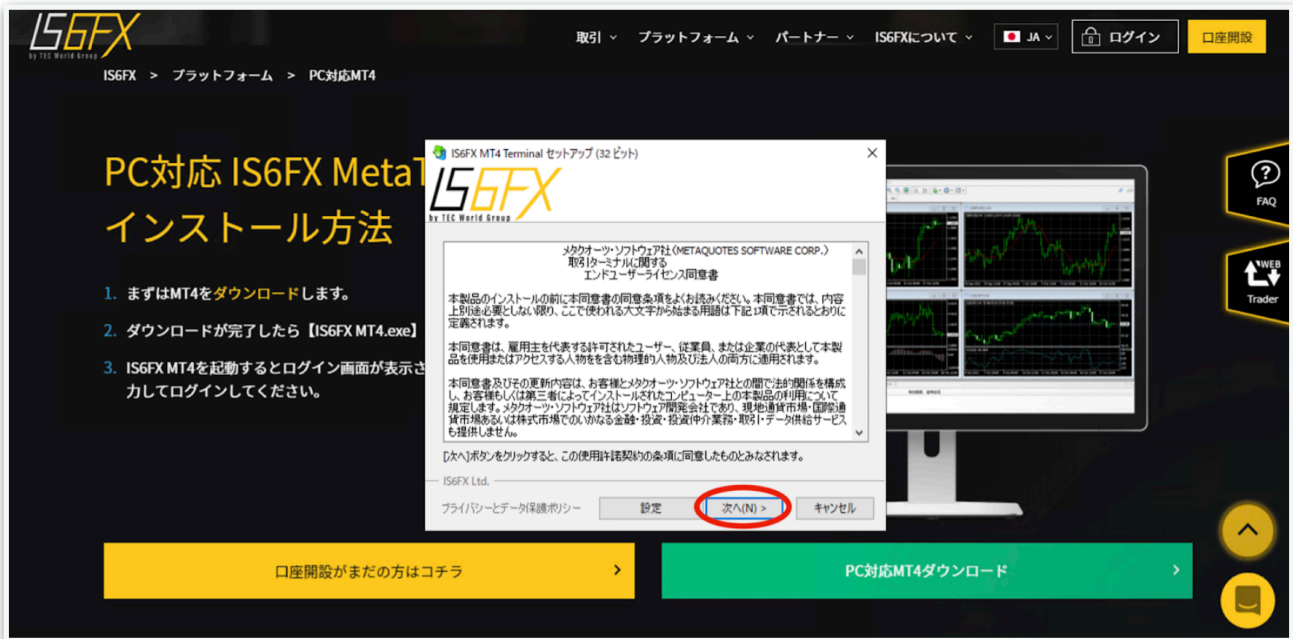 IS6FX
by TEC World Group
取引
プラットフォーム
パートナー
IS6FXについて
JA
ログイン
口座開設
IS6FX > プラットフォーム > PC対応MT4
PC対応 IS6FX Meta
インストール方法
1. まずはMT4をダウンロードします。
2. ダウンロードが完了したら【IS6FX MT4.exe】
3. IS6FX MT4を起動するとログイン画面が表示さ
力してログインしてください。
IS6FX MT4 Terminal セットアップ (32 ビット)
IS6FX
by TEC World Group
メタクオーツ・ソフトウェア社(METAQUOTES SOFTWARE CORP.)
取引ターミナルに関する
エンドユーザーライセンス同意書
本製品のインストールの前に本同意書の同意条項をよくお読みください。本同意書では、内容
上別途必要としない限り、ここで使われる大文字から始まる用語は下記1項で示されるとおりに
定義されます。
本同意書は、雇用主を代表する許可されたユーザー、従業員、または企業の代表として本製
品を使用またはアクセスする人物をを含む物理的人物及び法人の両方に適用されます。
本同意書及びその更新内容は、お客様とメタクオーツ・ソフトウェア社との間で法的関係を構成
し、お客様もしくは第三者によってインストールされたコンピューター上の本製品の利用について
規定します。メタクオーツ・ソフトウェア社はソフトウェア開発会社であり、現地通貨市場・国際通
貨市場あるいは株式市場でのいかなる金融・投資・投資仲介業務・取引・データ供給サービス
も提供しません。
[次へ]ボタンをクリックすると、この使用許諾契約の条項に同意したものとみなされます。
IS6FX Ltd.
プライバシーとデータ保護ポリシー
設定
次へ(N) >
キャンセル
FAQ
WEB
Trader
口座開設がまだの方はコチラ
PC対応MT4ダウンロード